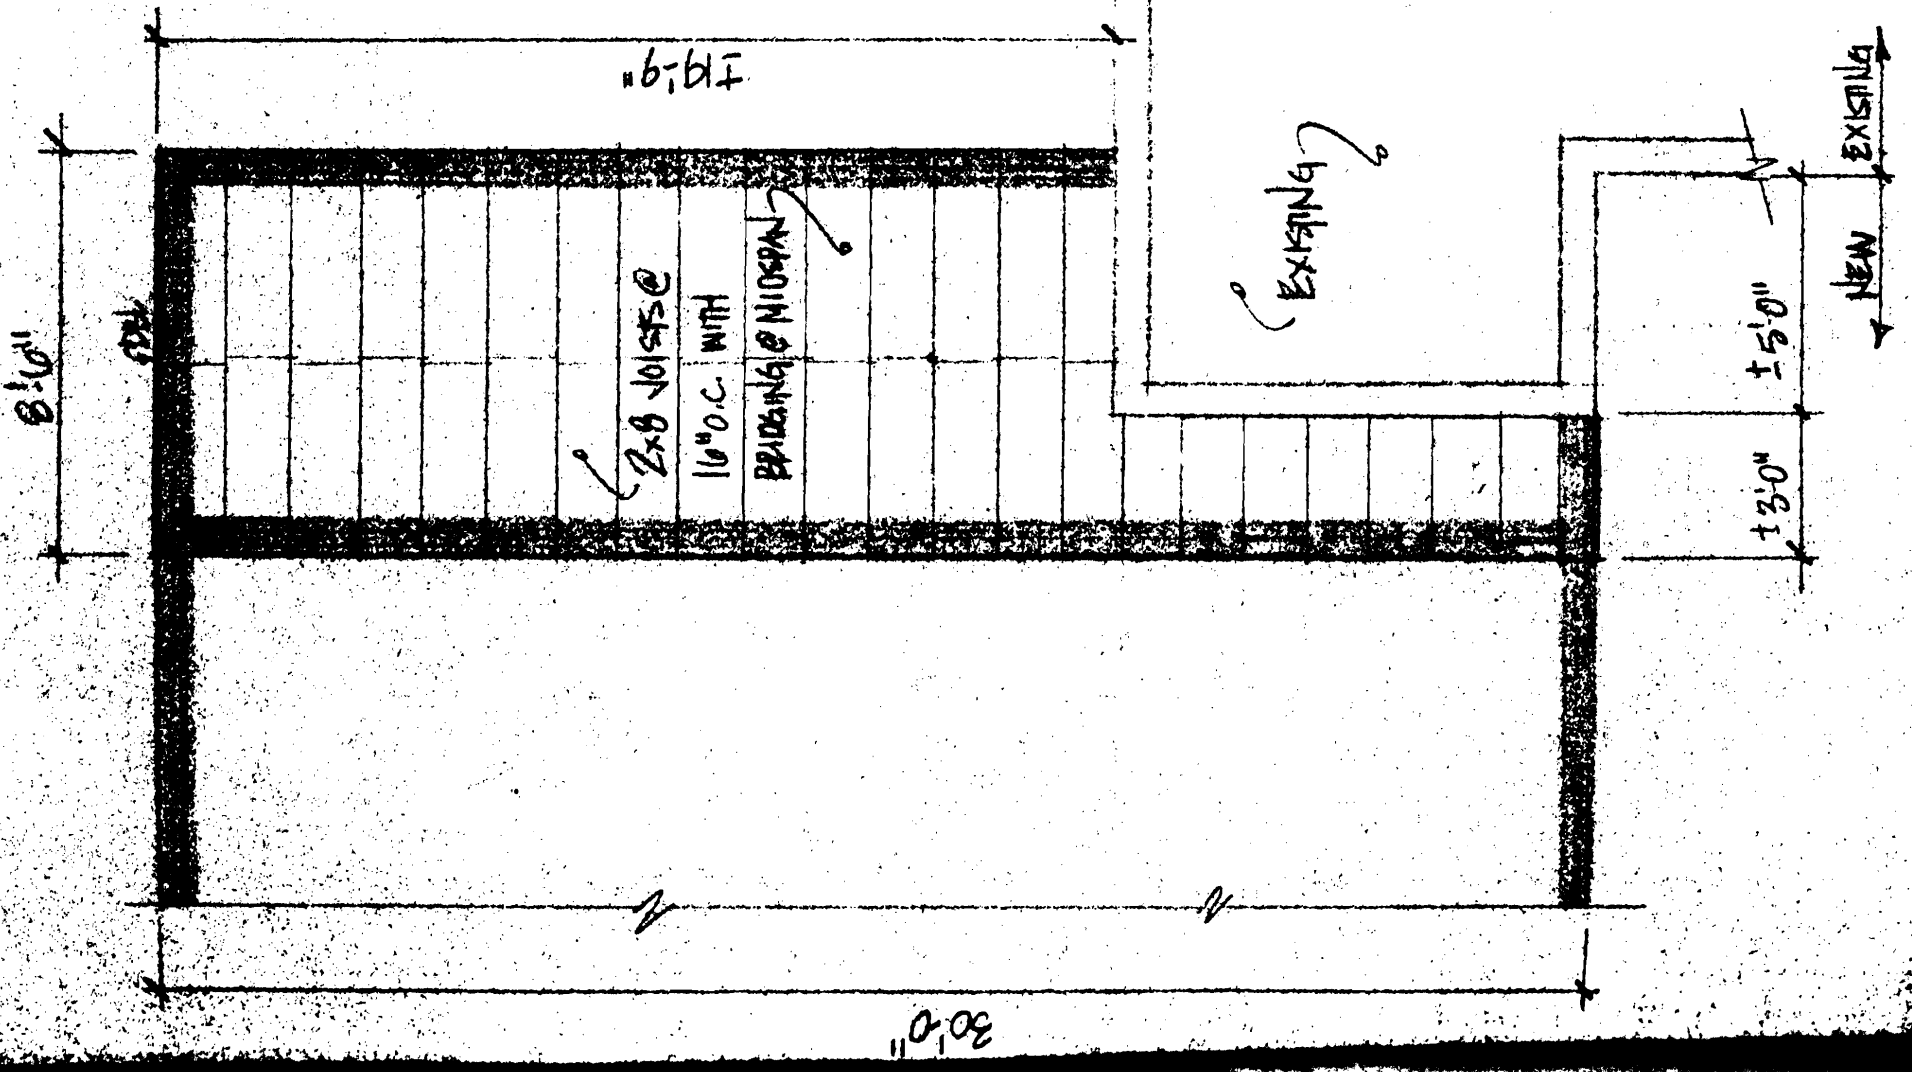 ±19'-9"
8'-6"
2x8 JOISTS @
16" O.C. WITH
BRIDGING @ MIDSPAN
EXISTING
EXISTING
NEW
±5'-0"
±3'-0"
30'-0"